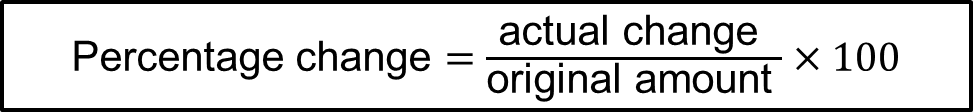 Percentage change = actual change / original amount × 100